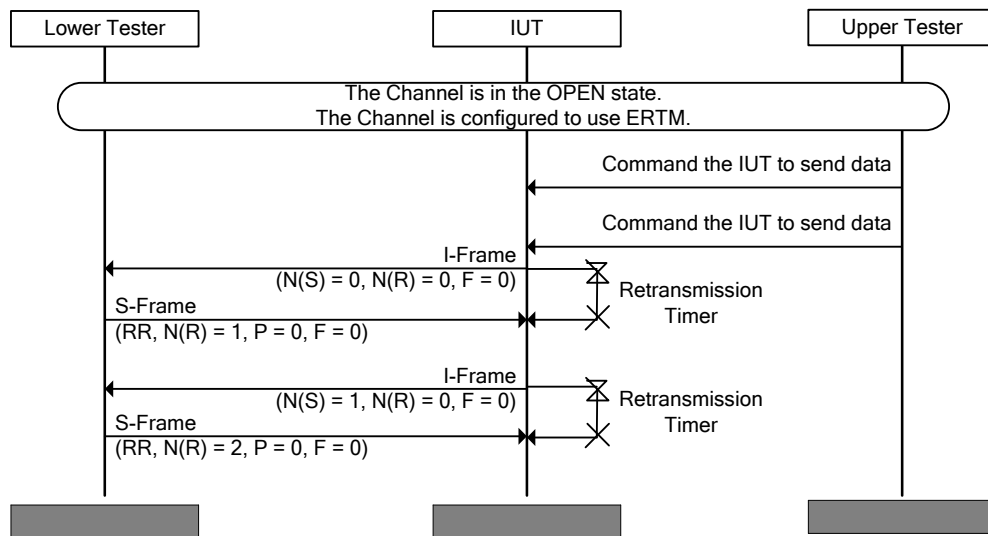 Lower Tester
IUT
Upper Tester
The Channel is in the OPEN state.
The Channel is configured to use ERTM.
Command the IUT to send data
Command the IUT to send data
I-Frame
(N(S) = 0, N(R) = 0, F = 0)
Retransmission
Timer
S-Frame
(RR, N(R) = 1, P = 0, F = 0)
I-Frame
(N(S) = 1, N(R) = 0, F = 0)
Retransmission
Timer
S-Frame
(RR, N(R) = 2, P = 0, F = 0)